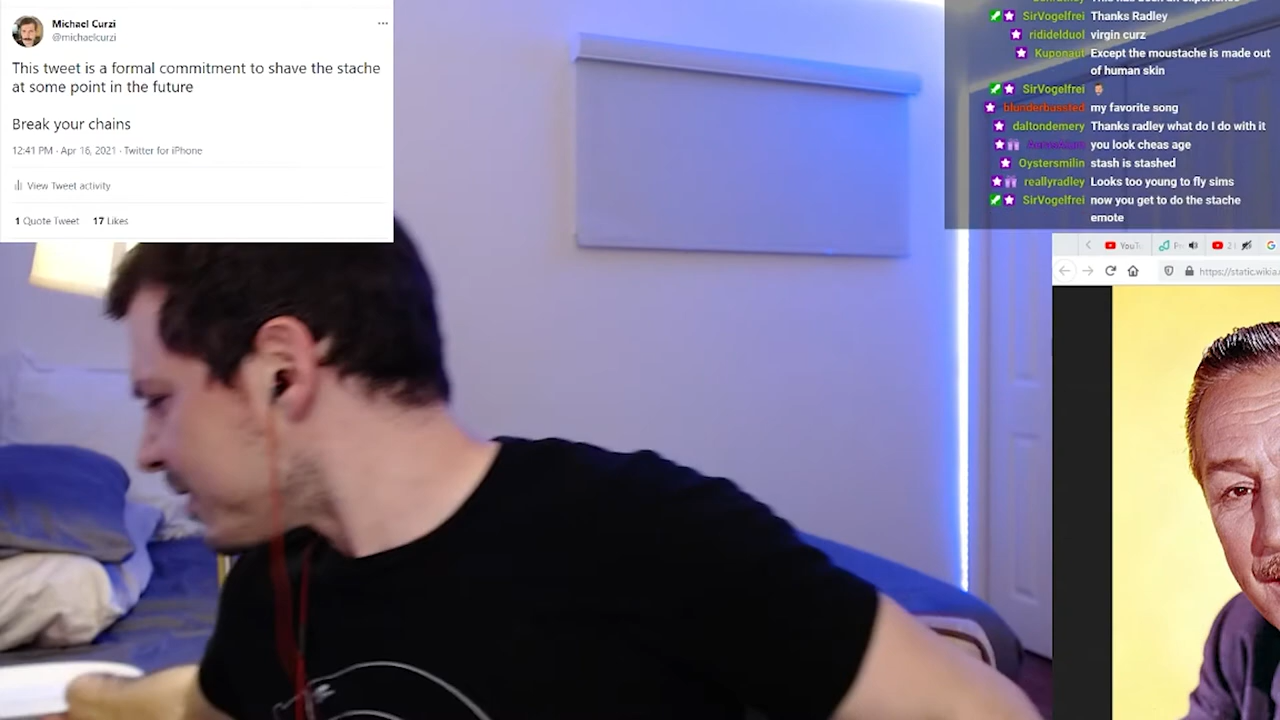 Michael Curzi
@michaelcurzi
This tweet is a formal commitment to shave the stache
at some point in the future
Break your chains
12:41 PM · Apr 16, 2021 · Twitter for iPhone
View Tweet activity
1 Quote Tweet 17 Likes
SirVogelfrei Thanks Radley
rididelduol virgin curz
Kuponaut Except the moustache is made out
of human skin
SirVogelfrei
blunderbussted my favorite song
daltondemery Thanks radley what do I do with it
you look cheas age
Oystersmilin stash is stashed
reallyradley Looks too young to fly sims
SirVogelfrei now you get to do the stache
emote
YouT
https://static.wikia.